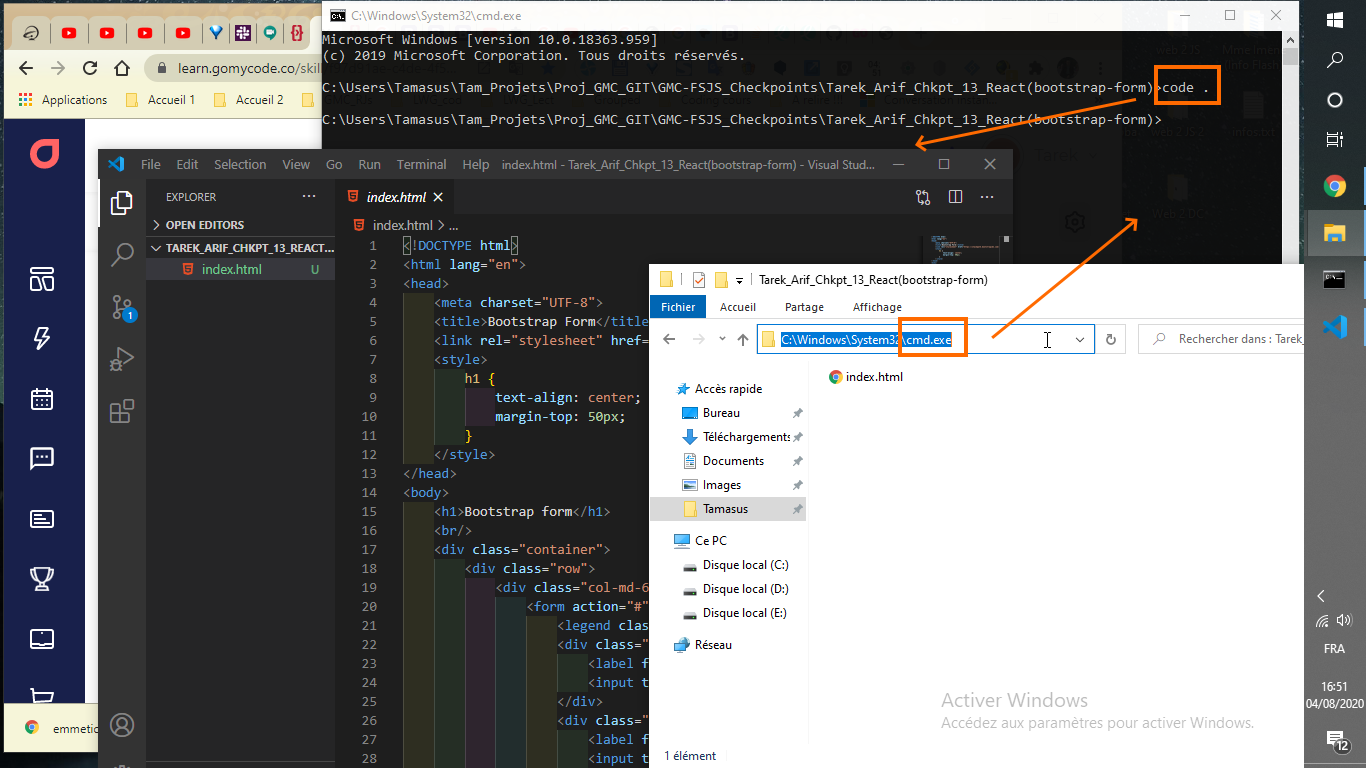 C:\Windows\System32\cmd.exe
Microsoft Windows [version 10.0.18363.959]
(c) 2019 Microsoft Corporation. Tous droits réservés.
C:\Users\Tamasus\Tam_Projets\Proj_GMC_GIT\GMC-FSJS_Checkpoints\Tarek_Arif_Chkpt_13_React(bootstrap-form)>code .
C:\Users\Tamasus\Tam_Projets\Proj_GMC_GIT\GMC-FSJS_Checkpoints\Tarek_Arif_Chkpt_13_React(bootstrap-form)>
learn.gomycode.co/skil
Applications
Accueil 1
Accueil 2
File Edit Selection View Go Run Terminal Help index.html - Tarek_Arif_Chkpt_13_React(bootstrap-form) - Visual Stud...
EXPLORER
OPEN EDITORS
TAREK_ARIF_CHKPT_13_REACT...
index.html U
1
index.html
index.html > ...
1 <!DOCTYPE html>
2 <html lang="en">
3 <head>
4 <meta charset="UTF-8">
5 <title>Bootstrap Form</title
6 <link rel="stylesheet" href=
7 <style>
8 h1 {
9 text-align: center;
10 margin-top: 50px;
11 }
12 </style>
13 </head>
14 <body>
15 <h1>Bootstrap form</h1>
16 <br/>
17 <div class="container">
18 <div class="row">
19 <div class="col-md-6
20 <form action="#"
21 <legend clas
22 <div class="
23 <label f
24 <input t
25 </div>
26 <div class="
27 <label f
28 <input t
Tarek_Arif_Chkpt_13_React(bootstrap-form)
Fichier Accueil Partage Affichage
C:\Windows\System32\cmd.exe
Rechercher dans : Tarek_
Accès rapide
Bureau
Téléchargements
Documents
Images
Tamasus
Ce PC
Disque local (C:)
Disque local (D:)
Disque local (E:)
Réseau
index.html
Activer Windows
Accédez aux paramètres pour activer Windows.
1 élément
emmetio
FRA
16:51
04/08/2020
12